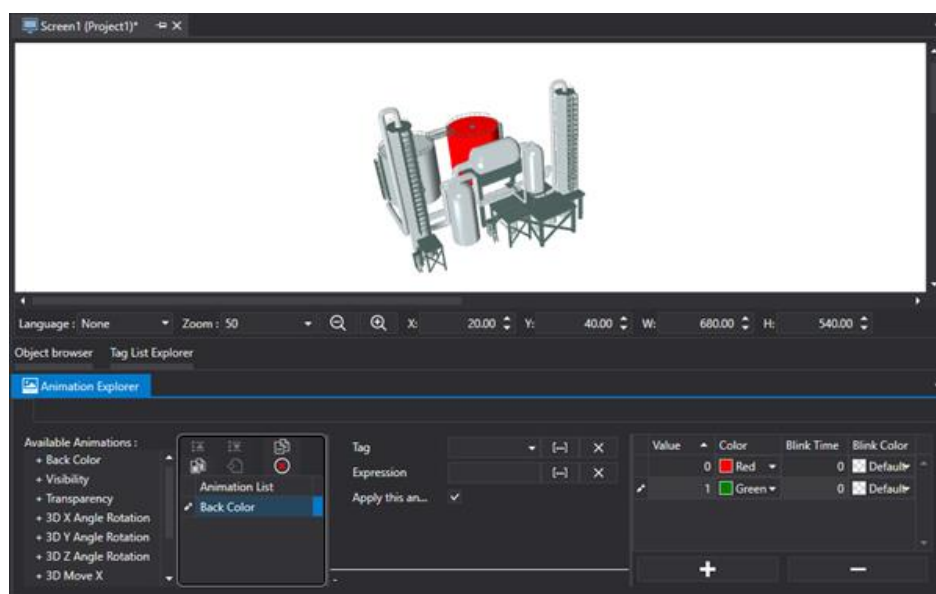 Screen1 (Project1)*
Language : None Zoom : 50 X: 20.00 Y: 40.00 W: 680.00 H: 540.00
Object browser Tag List Explorer
Animation Explorer
Available Animations :
+ Back Color
+ Visibility
+ Transparency
+ 3D X Angle Rotation
+ 3D Y Angle Rotation
+ 3D Z Angle Rotation
+ 3D Move X
Animation List
Back Color
Tag
Expression
Apply this an...
Value Color Blink Time Blink Color
0 Red 0 Default
1 Green 0 Default